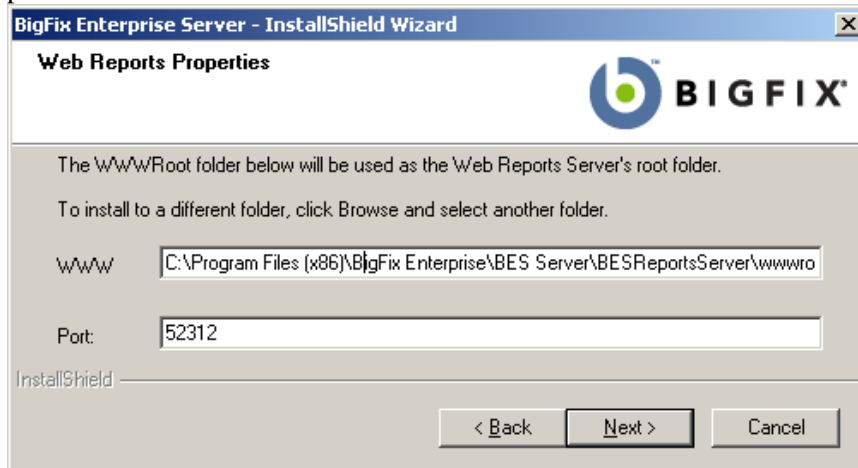 BigFix Enterprise Server - InstallShield Wizard
Web Reports Properties
BIGFIX
The WWWRoot folder below will be used as the Web Reports Server's root folder.
To install to a different folder, click Browse and select another folder.
WWW C:\Program Files (x86)\BigFix Enterprise\BES Server\BESReportsServer\wwwro
Port: 52312
InstallShield
< Back Next > Cancel